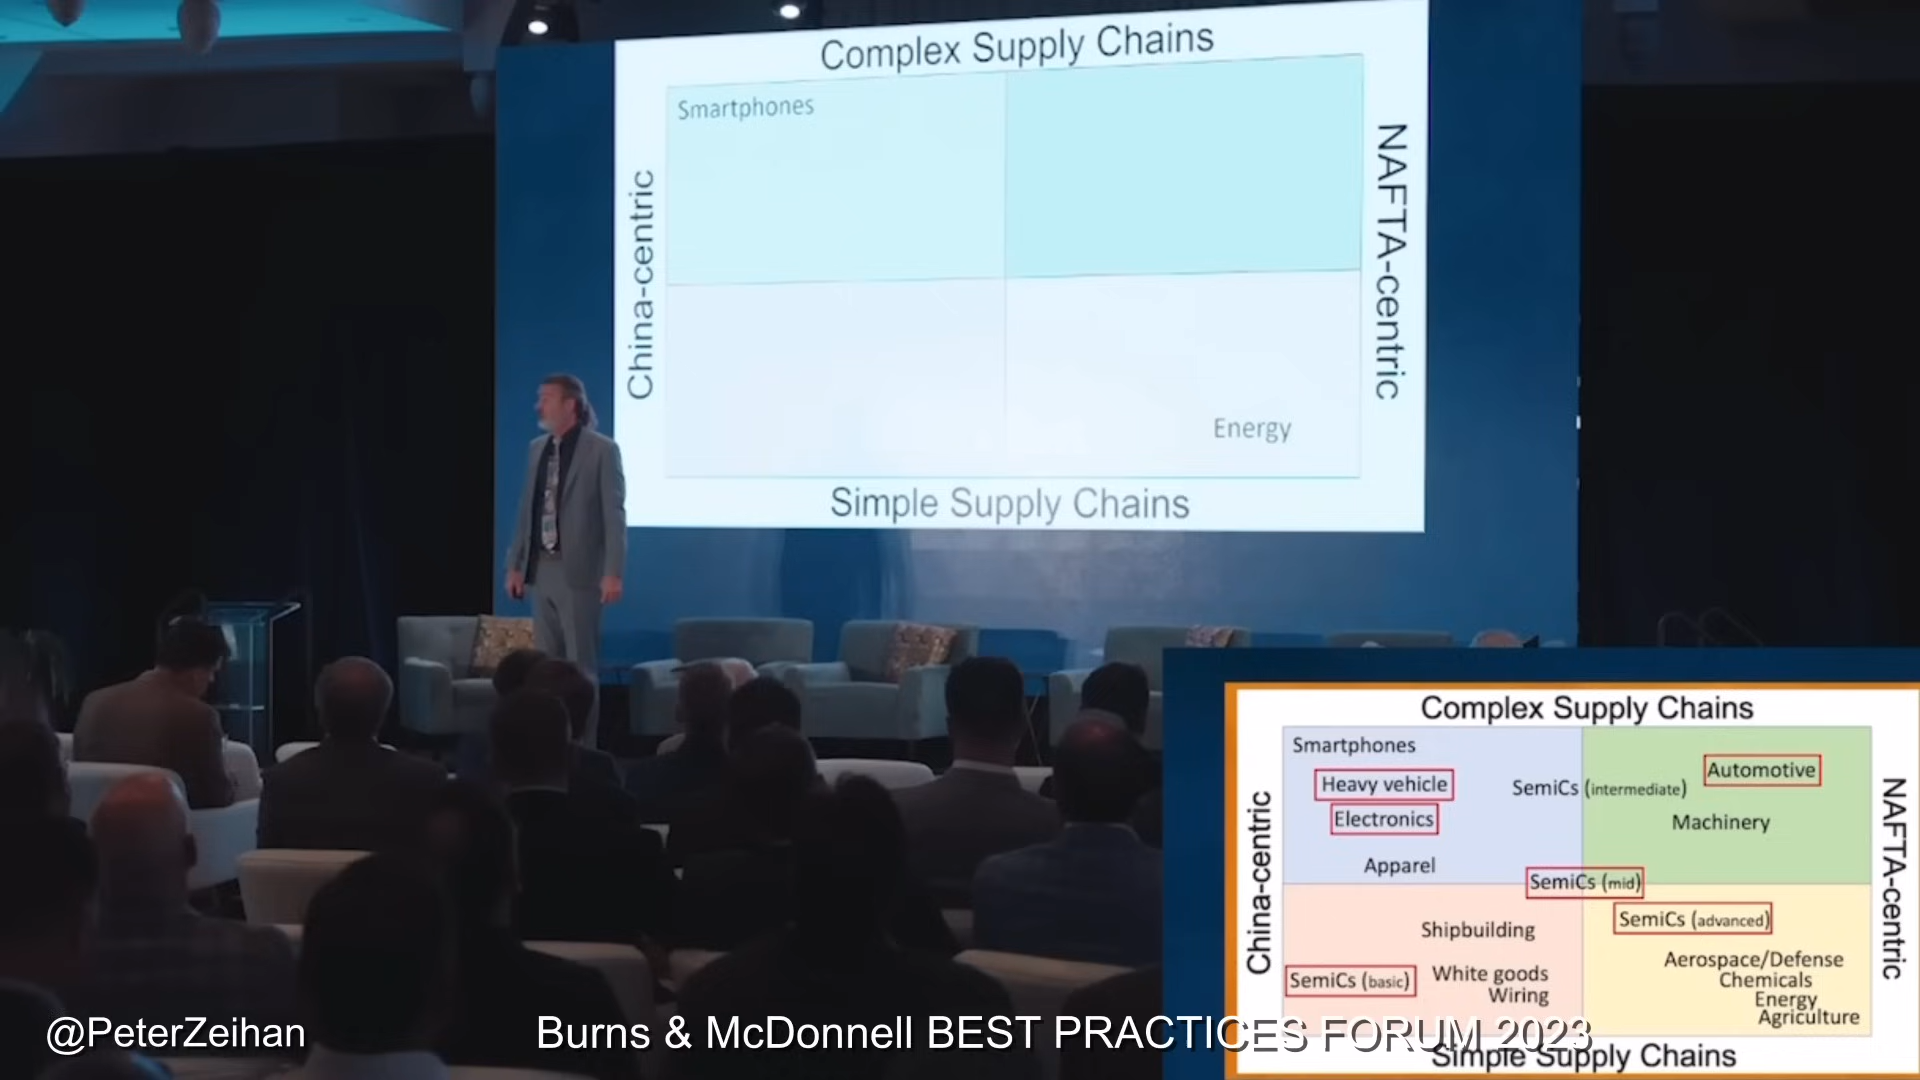 Complex Supply Chains
Smartphones
China-centric
NAFTA-centric
Energy
Simple Supply Chains
Complex Supply Chains
Smartphones
Automotive
Heavy vehicle
SemiCs (intermediate)
Electronics
Machinery
Apparel
China-centric
NAFTA-centric
SemiCs (mid)
SemiCs (advanced)
Shipbuilding
Aerospace/Defense
SemiCs (basic)
White goods
Chemicals
Wiring
Energy
Agriculture
Simple Supply Chains
@PeterZeihan
Burns & McDonnell BEST PRACTICES FORUM 2023